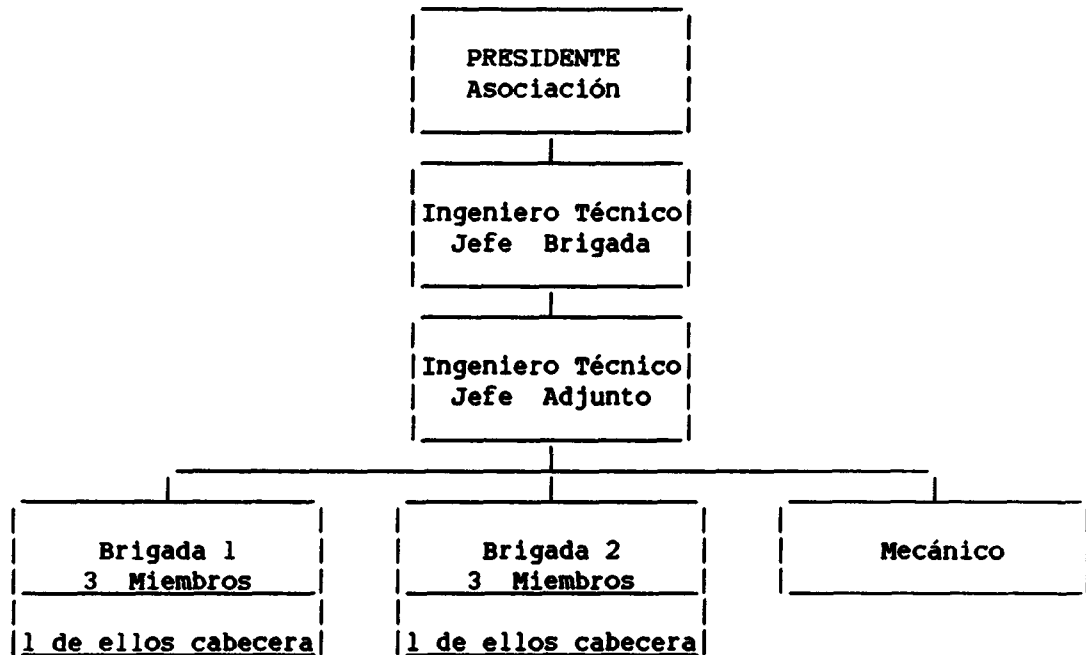 PRESIDENTE
Asociación
Ingeniero Técnico
Jefe Brigada
Ingeniero Técnico
Jefe Adjunto
Brigada 1
3 Miembros
1 de ellos cabecera
Brigada 2
3 Miembros
1 de ellos cabecera
Mecánico